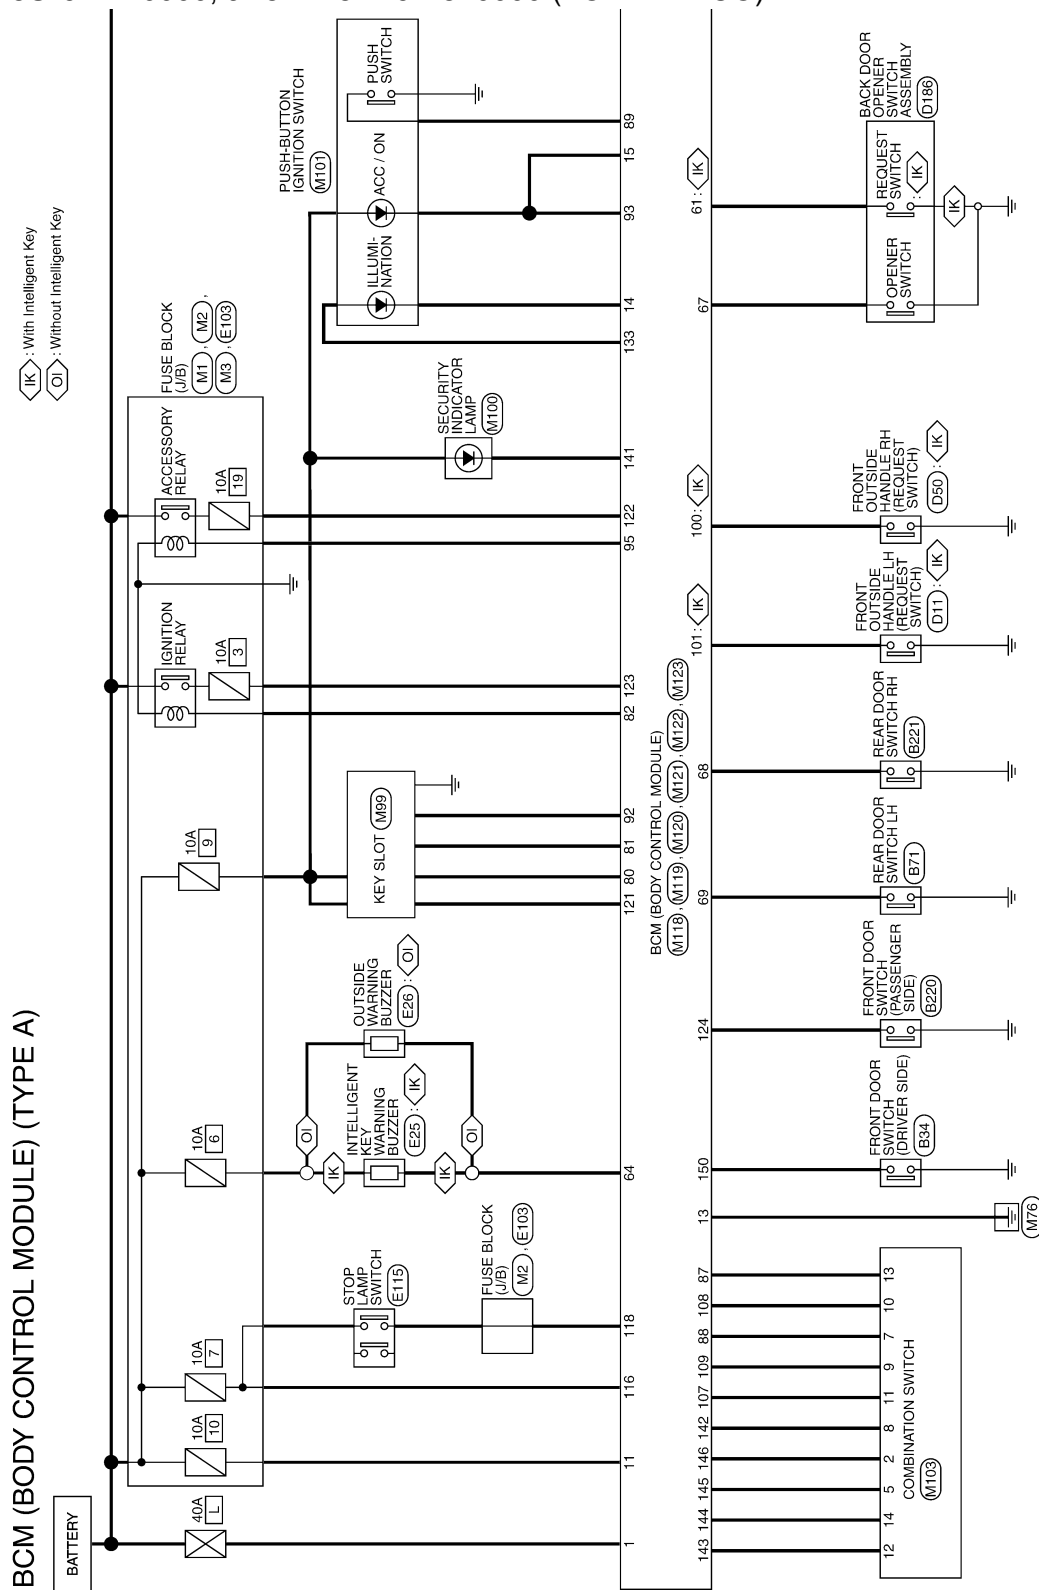 BCM (BODY CONTROL MODULE) (TYPE A)
IK : With Intelligent Key
OI : Without Intelligent Key
BATTERY
40A
L
10A
10
10A
7
10A
6
10A
9
IGNITION
RELAY
10A
3
ACCESSORY
RELAY
10A
19
FUSE BLOCK
(J/B)
M1 , M2 ,
M3 , E103
STOP
LAMP
SWITCH
E115
FUSE BLOCK
(J/B)
M2 , E103
INTELLIGENT
KEY
WARNING
BUZZER
E25 : IK
OUTSIDE
WARNING
BUZZER
E26 : OI
OI
IK
IK
OI
KEY SLOT M99
SECURITY
INDICATOR
LAMP
M100
PUSH-BUTTON
IGNITION SWITCH
M101
ILLUMI-
NATION
ACC / ON
PUSH
SWITCH
1
11
116
118
64
121
80
81
92
82
123
95
122
141
133
14
93
15
89
BCM (BODY CONTROL MODULE)
M118 , M119 , M120 , M121 , M122 , M123
143
144
145
146
142
107
109
88
108
87
13
150
124
69
68
101 : IK
100 : IK
67
61 : IK
12
14
5
2
8
11
9
7
10
13
COMBINATION SWITCH
M103
M76
FRONT DOOR
SWITCH
(DRIVER SIDE)
B34
FRONT DOOR
SWITCH
(PASSENGER
SIDE)
B220
REAR DOOR
SWITCH LH
B71
REAR DOOR
SWITCH RH
B221
FRONT
OUTSIDE
HANDLE LH
(REQUEST
SWITCH)
D11 : IK
FRONT
OUTSIDE
HANDLE RH
(REQUEST
SWITCH)
D50 : IK
OPENER
SWITCH
REQUEST
SWITCH
: IK
IK
BACK DOOR
OPENER
SWITCH
ASSEMBLY
D186